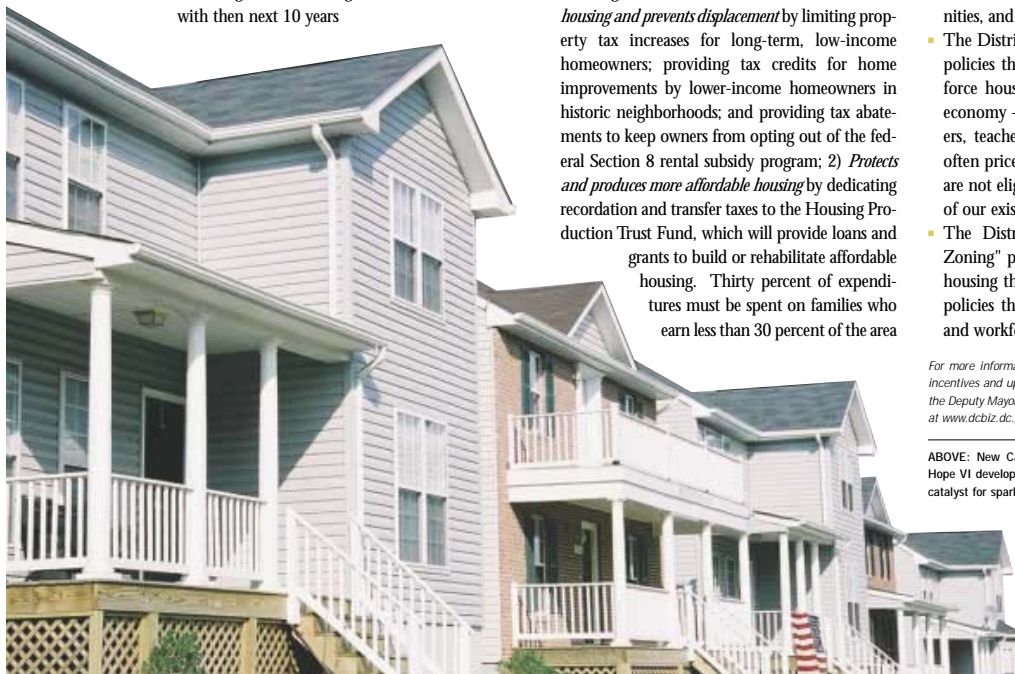 with then next 10 years
housing and prevents displacement by limiting prop-
erty tax increases for long-term, low-income
homeowners; providing tax credits for home
improvements by lower-income homeowners in
historic neighborhoods; and providing tax abate-
ments to keep owners from opting out of the fed-
eral Section 8 rental subsidy program; 2) Protects
and produces more affordable housing by dedicating
recordation and transfer taxes to the Housing Pro-
duction Trust Fund, which will provide loans and
grants to build or rehabilitate affordable
housing. Thirty percent of expendi-
tures must be spent on families who
earn less than 30 percent of the area
nities, and
The Distri
policies th
force hous
economy -
ers, teache
often price
are not elig
of our exis
The Distr
Zoning" p
housing th
policies th
and workfo
For more informa
incentives and up
the Deputy Mayor
at www.dcbiz.dc.
ABOVE: New Ca
Hope VI develop
catalyst for spark